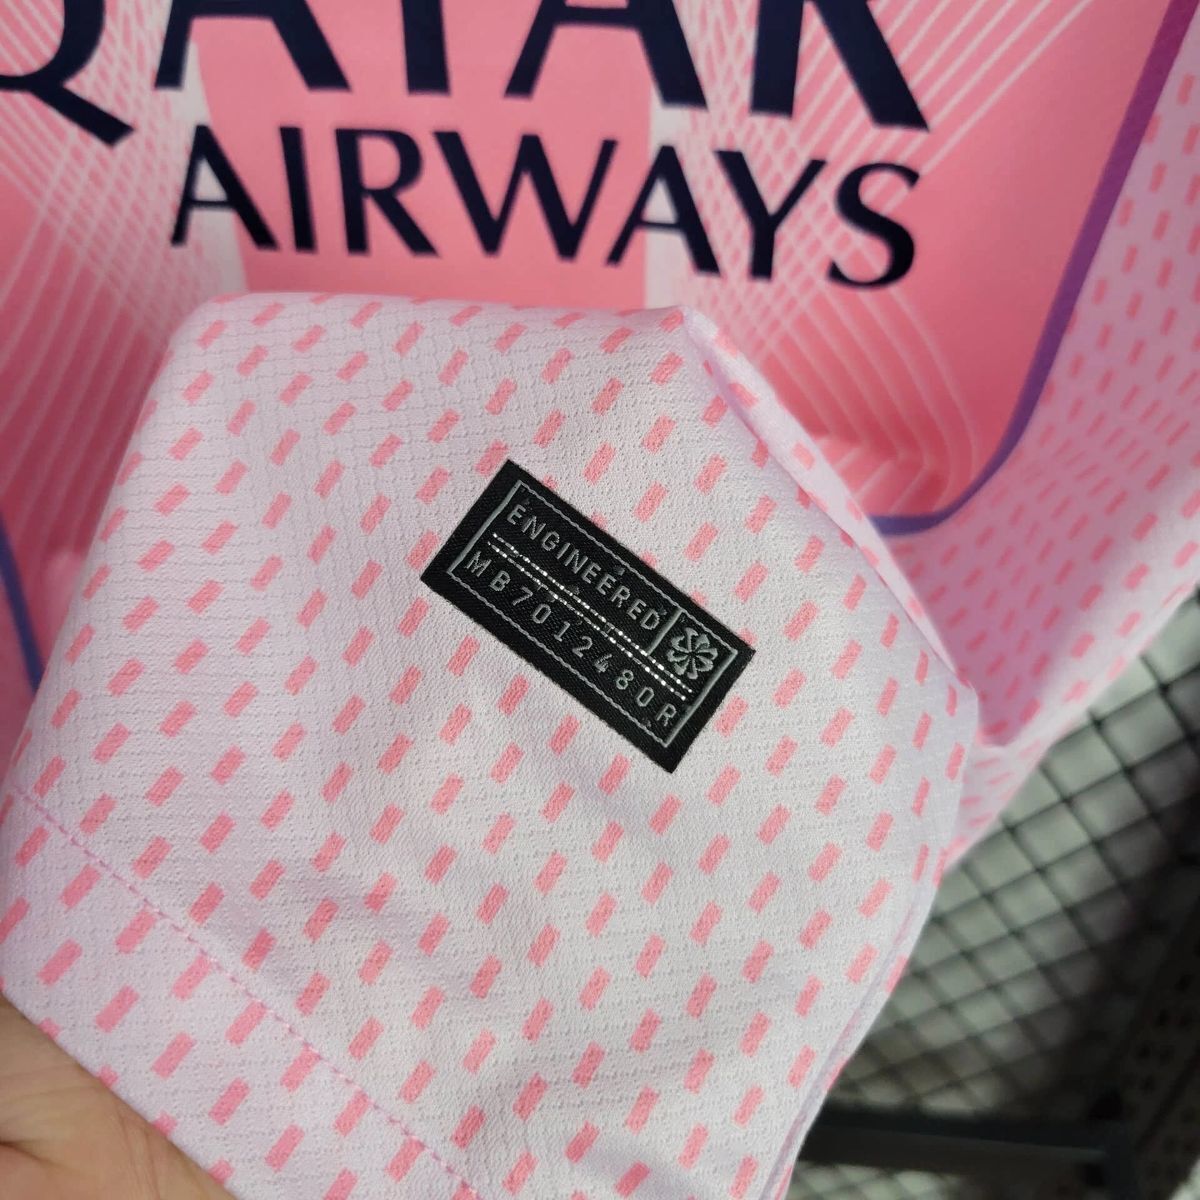 QATAR
AIRWAYS
ENGINEERED
MB7012480R